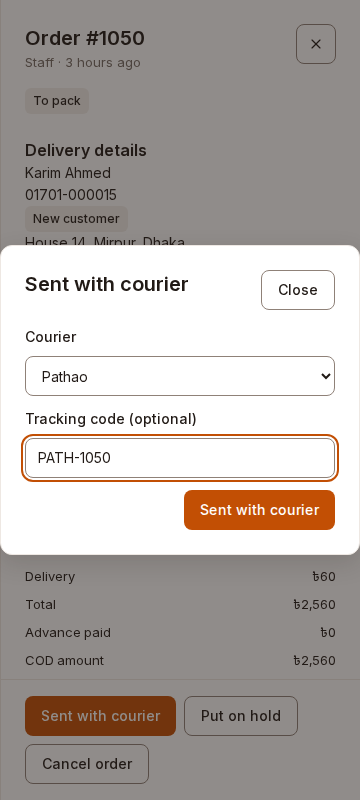 Order #1050
×
Staff · 3 hours ago
To pack
Delivery details
Karim Ahmed
01701-000015
New customer
House 14, Mirpur, Dhaka
Sent with courier
Close
Courier
Pathao
Tracking code (optional)
PATH-1050
Sent with courier
Delivery ৳60
Total ৳2,560
Advance paid ৳0
COD amount ৳2,560
Sent with courier
Put on hold
Cancel order